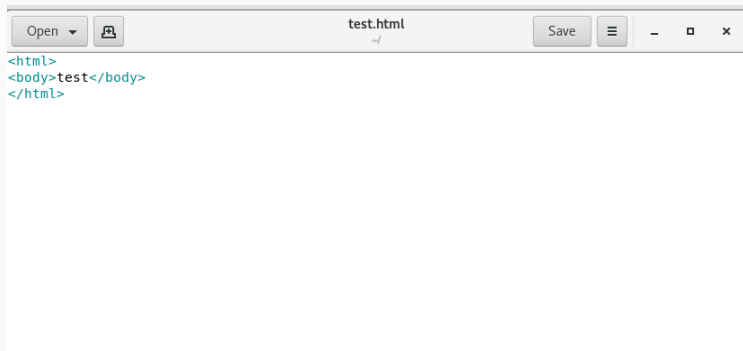 Open
test.html
~/
Save
<html>
<body>test</body>
</html>